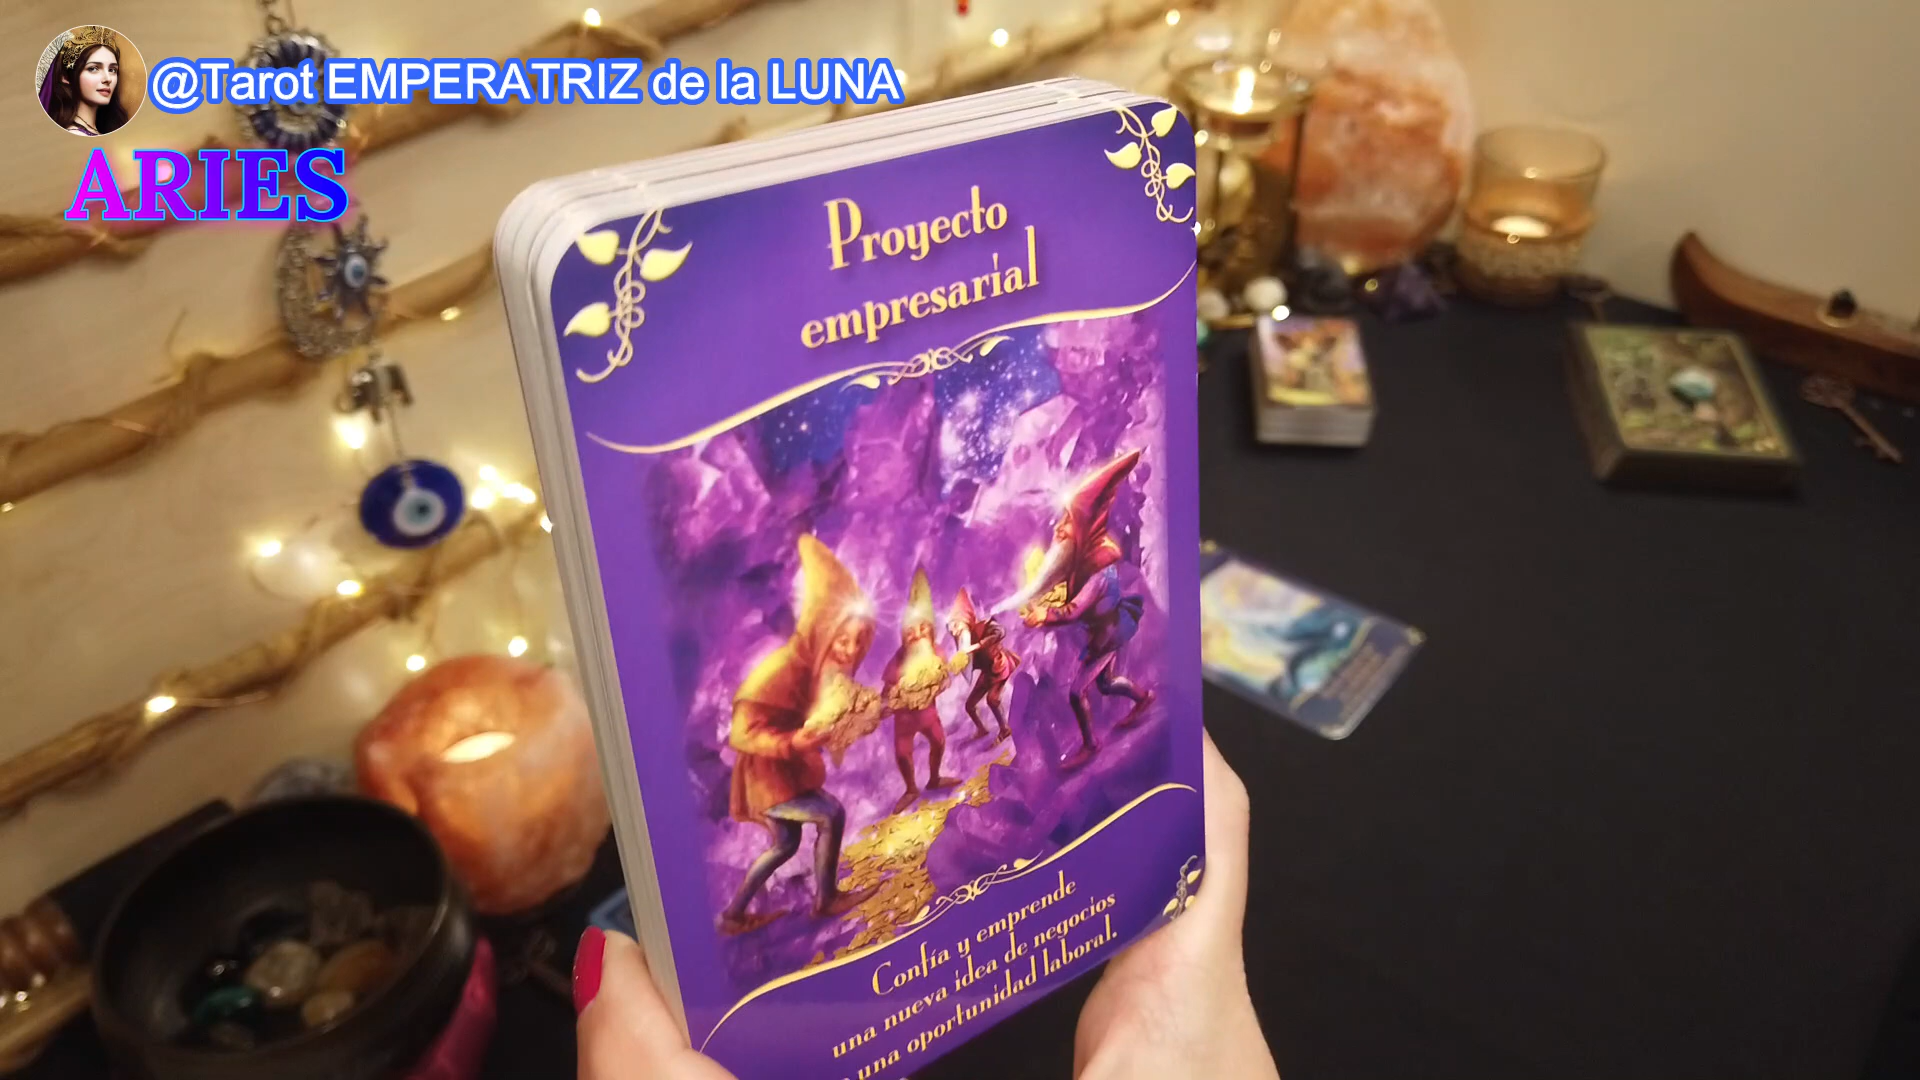 @Tarot EMPERATRIZ de la LUNA
ARIES
Proyecto
empresarial
Confía y emprende
una nueva idea de negocios
una oportunidad laboral.